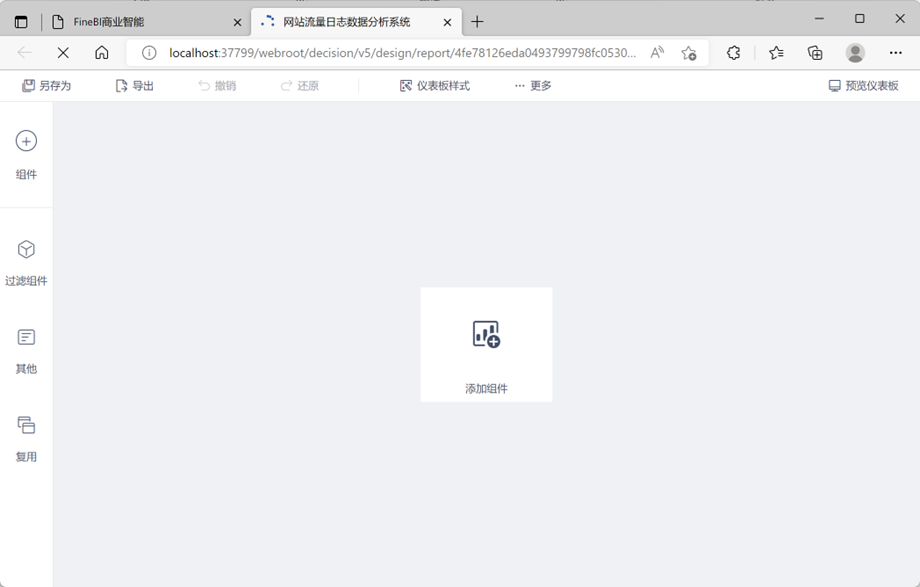 FineBI商业智能
网站流量日志数据分析系统
localhost:37799/webroot/decision/v5/design/report/4fe78126eda0493799798fc0530...
另存为 导出 撤销 还原 仪表板样式 ··· 更多 预览仪表板
组件
过滤组件
其他
复用
添加组件